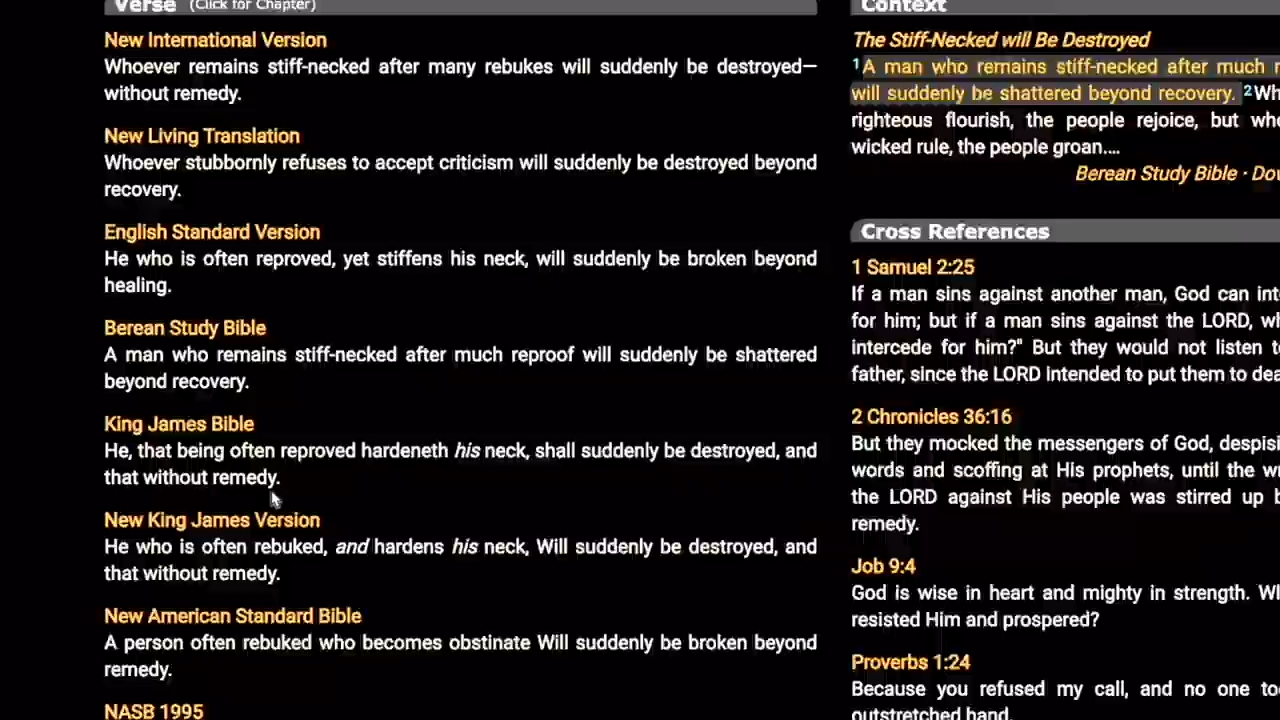 Verse (Click for Chapter)
New International Version
Whoever remains stiff-necked after many rebukes will suddenly be destroyed—
without remedy.
New Living Translation
Whoever stubbornly refuses to accept criticism will suddenly be destroyed beyond
recovery.
English Standard Version
He who is often reproved, yet stiffens his neck, will suddenly be broken beyond
healing.
Berean Study Bible
A man who remains stiff-necked after much reproof will suddenly be shattered
beyond recovery.
King James Bible
He, that being often reproved hardeneth his neck, shall suddenly be destroyed, and
that without remedy.
New King James Version
He who is often rebuked, and hardens his neck, Will suddenly be destroyed, and
that without remedy.
New American Standard Bible
A person often rebuked who becomes obstinate Will suddenly be broken beyond
remedy.
NASB 1995
Context
The Stiff-Necked will Be Destroyed
1 A man who remains stiff-necked after much
will suddenly be shattered beyond recovery. 2
righteous flourish, the people rejoice, but
wicked rule, the people groan....
Berean Study Bible ·
Cross References
1 Samuel 2:25
If a man sins against another man, God can
for him; but if a man sins against the LORD,
intercede for him?" But they would not listen
father, since the LORD intended to put them to
2 Chronicles 36:16
But they mocked the messengers of God,
words and scoffing at His prophets, until the
the LORD against His people was stirred up
remedy.
Job 9:4
God is wise in heart and mighty in strength.
resisted Him and prospered?
Proverbs 1:24
Because you refused my call, and no one
outstretched hand,